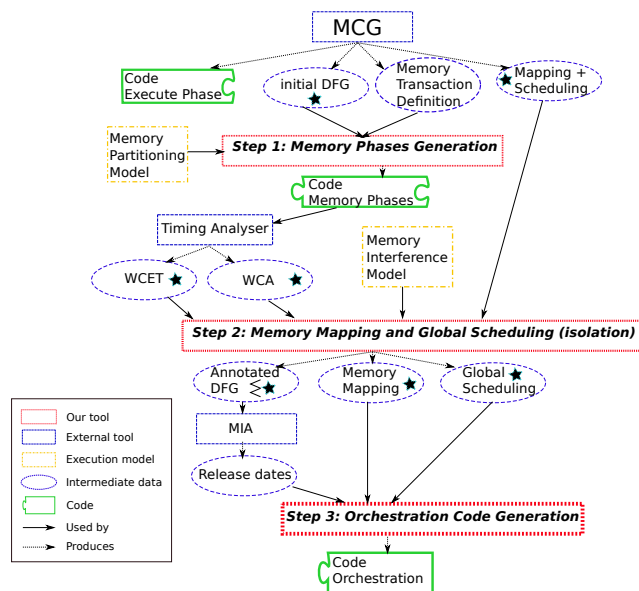 MCG
Code
Execute Phase
initial DFG
Memory
Transaction
Definition
Mapping +
Scheduling
Memory
Partitioning
Model
Step 1: Memory Phases Generation
Code
Memory Phases
Timing Analyser
Memory
Interference
Model
WCET
WCA
Step 2: Memory Mapping and Global Scheduling (isolation)
Annotated
DFG
Memory
Mapping
Global
Scheduling
MIA
Release dates
Step 3: Orchestration Code Generation
Code
Orchestration
Our tool
External tool
Execution model
Intermediate data
Code
Used by
Produces